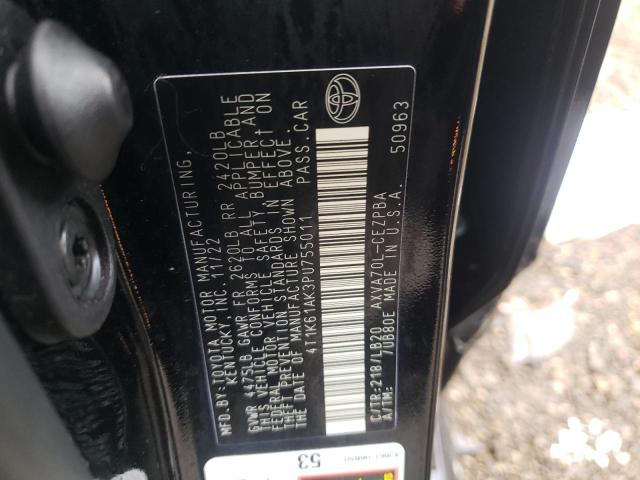 MFD.BY:TOYOTA MOTOR MANUFACTURING,
KENTUCKY, INC. 11/22
GVWR 4475LB GAWR FR 2620LB RR 2420LB
THIS VEHICLE CONFORMS TO ALL APPLICABLE
FEDERAL MOTOR VEHICLE SAFETY, BUMPER, AND
THEFT PREVENTION STANDARDS IN EFFECT ON
THE DATE OF MANUFACTURE SHOWN ABOVE.
4T1K61AK3PU755011 PASS.CAR
C/TR:218/LB20 AXVA70L-CEZPBA
A/TM: /UB80E MADE IN U.S.A. 50963
53